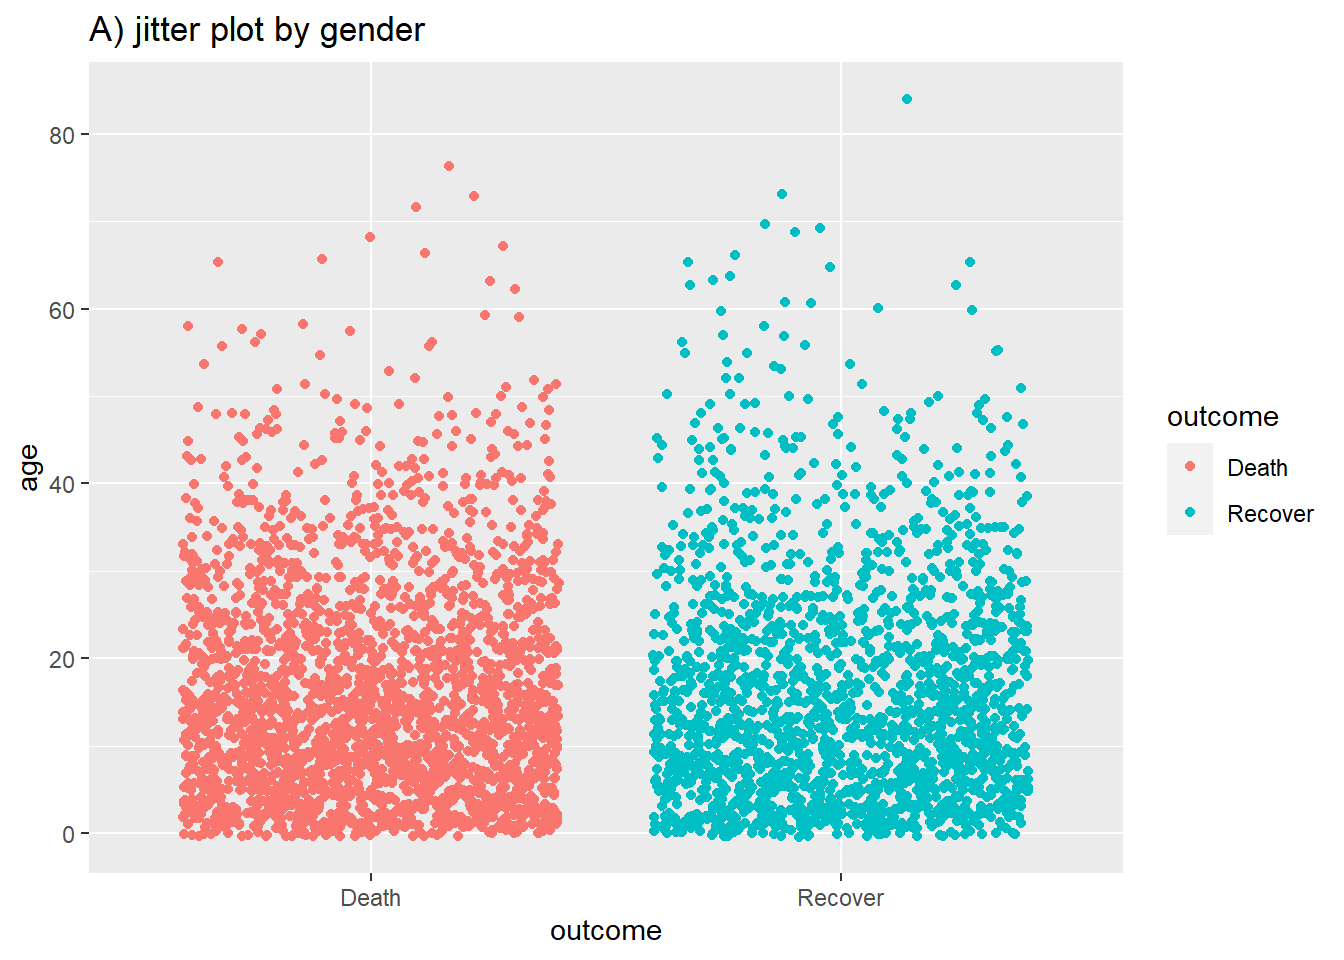 A) jitter plot by gender
age
80
60
40
20
0
Death
Recover
outcome
outcome
Death
Recover